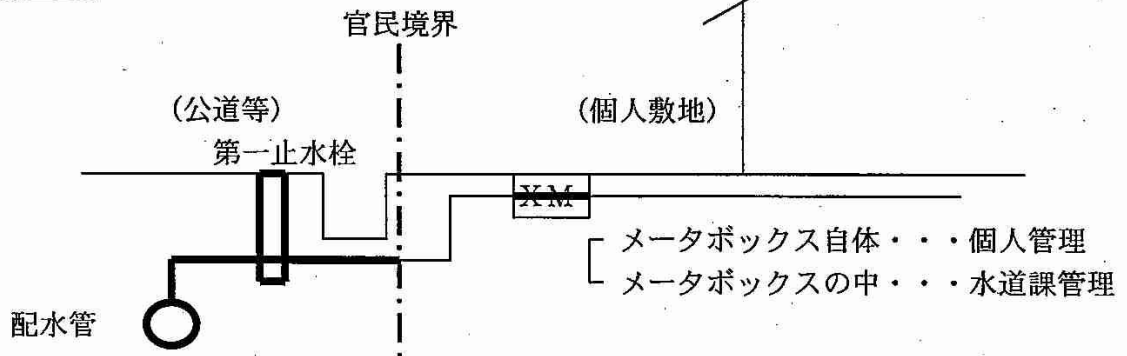 官民境界
(公道等)
(個人敷地)
第一止水栓
XM
メータボックス自体・・・個人管理
メータボックスの中・・・水道課管理
配水管